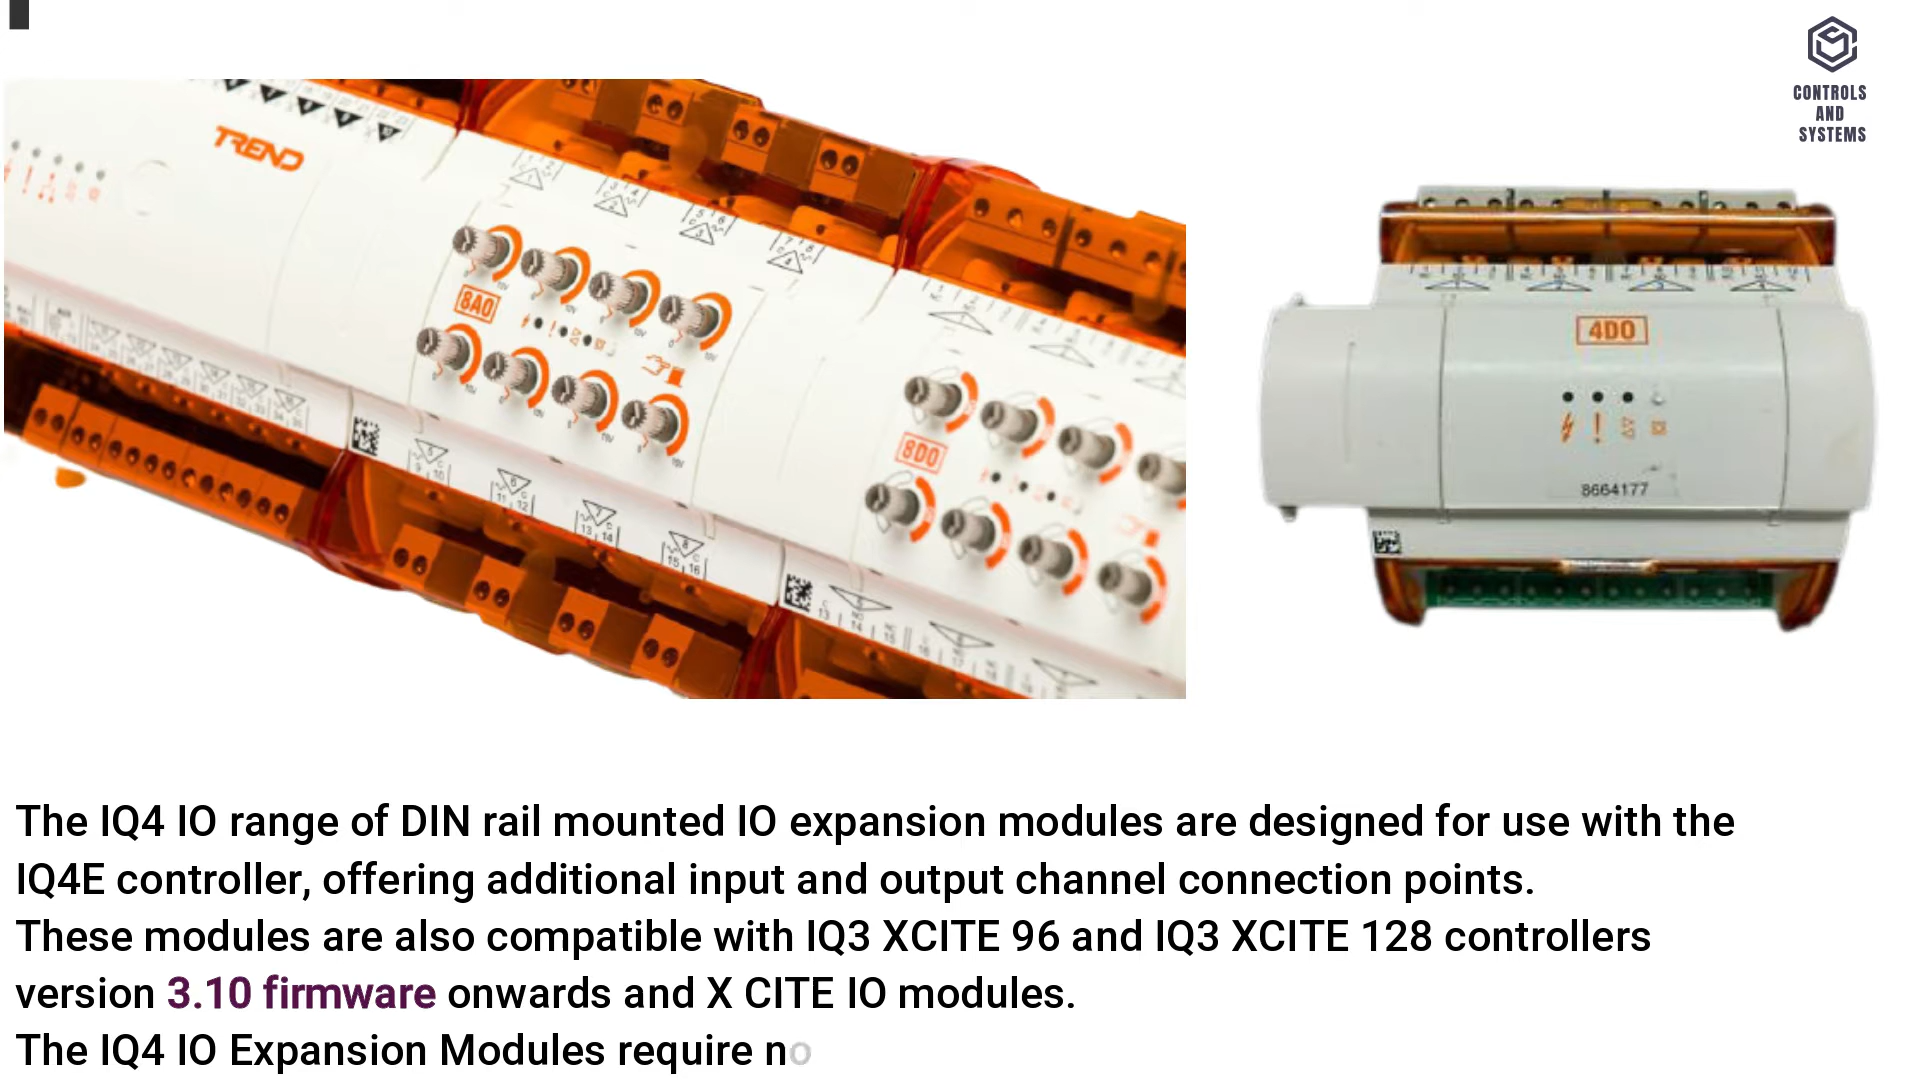 CONTROLS
AND
SYSTEMS
TREND
8AO
8DO
4DO
8664177
The IQ4 IO range of DIN rail mounted IO expansion modules are designed for use with the
IQ4E controller, offering additional input and output channel connection points.
These modules are also compatible with IQ3 XCITE 96 and IQ3 XCITE 128 controllers
version 3.10 firmware onwards and X CITE IO modules.
The IQ4 IO Expansion Modules require no